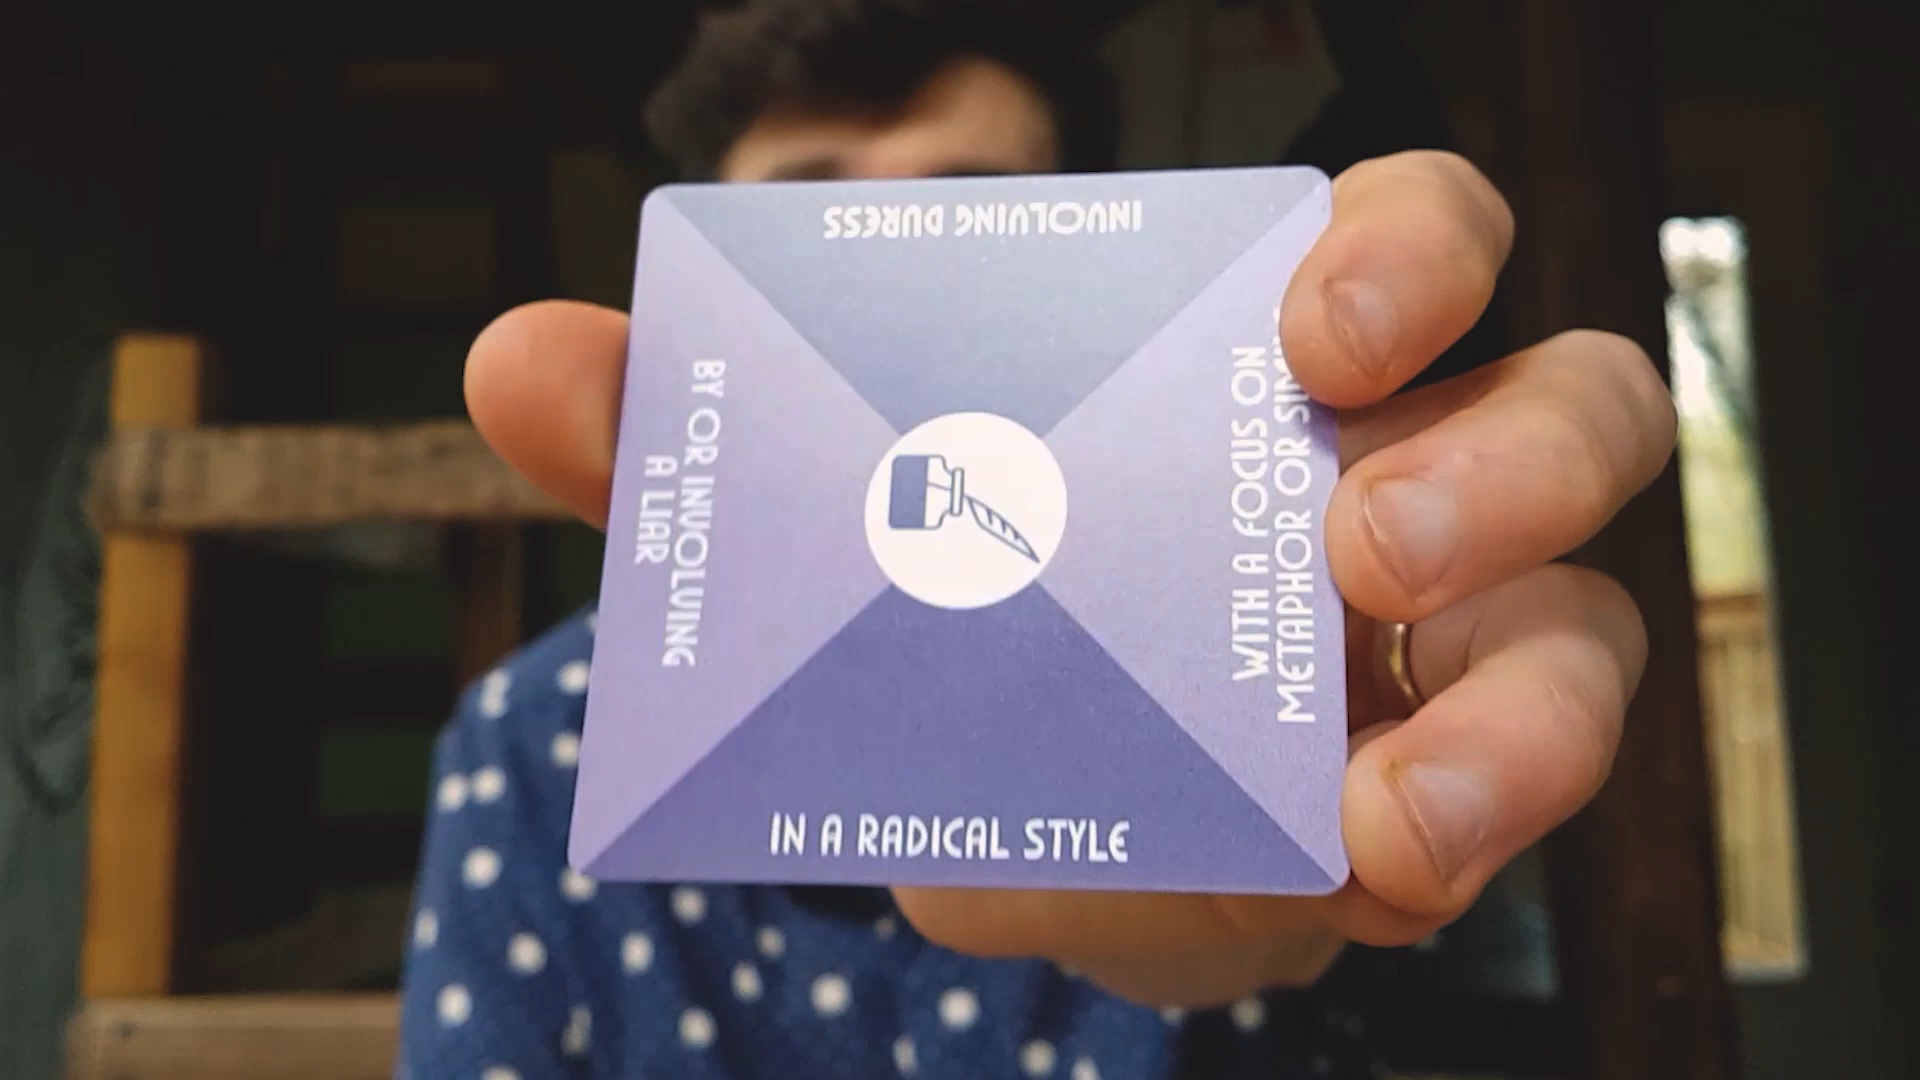 INVOLVING DURESS
BY OR INVOLVING
A LIAR
WITH A FOCUS ON
METAPHOR OR
IN A RADICAL STYLE